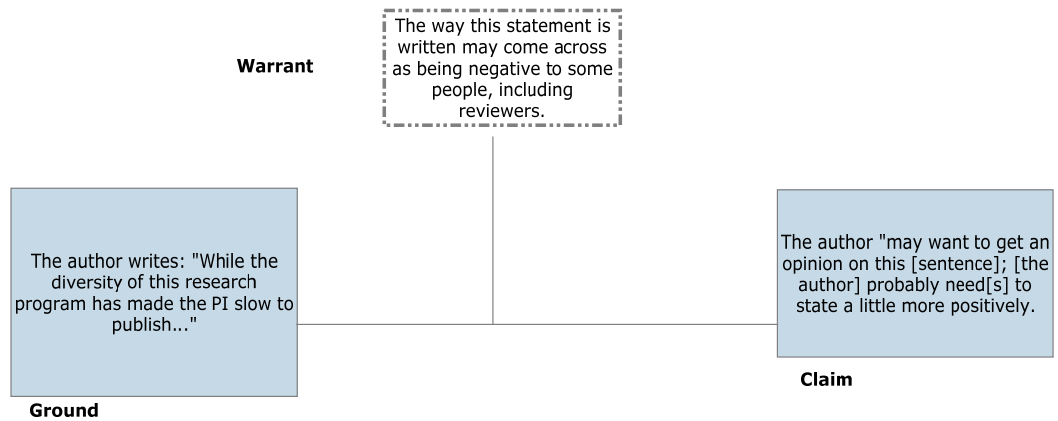 The way this statement is
written may come across
as being negative to some
people, including
reviewers.
Warrant
The author writes: "While the
diversity of this research
program has made the PI slow to
publish..."
Ground
The author "may want to get an
opinion on this [sentence]; [the
author] probably need[s] to
state a little more positively.
Claim